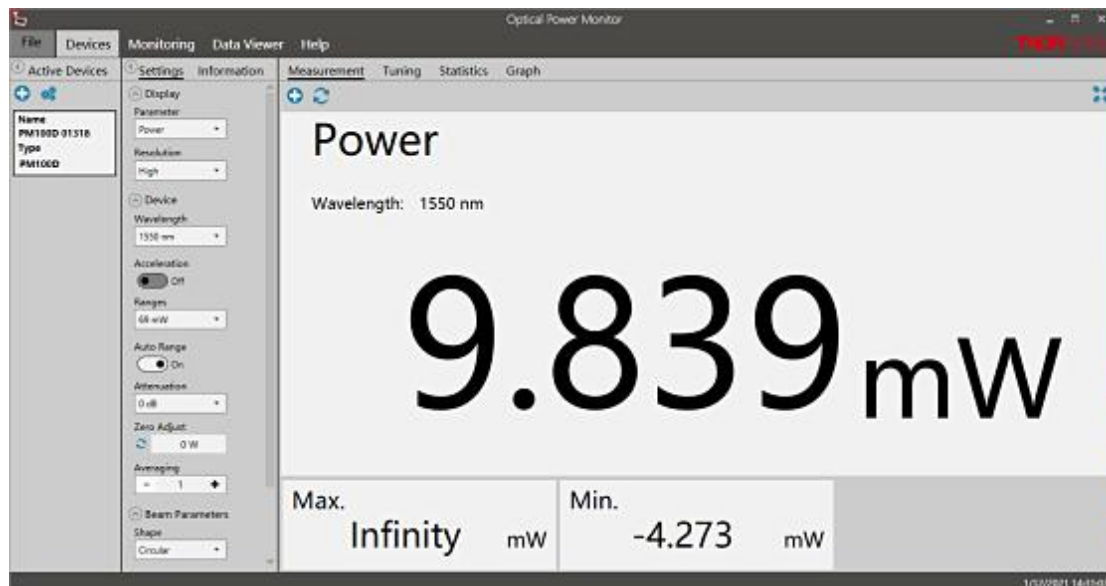 Optical Power Monitor
File Devices Monitoring Data Viewer Help
THORLABS
Active Devices
Name
PM100D 01318
Type
PM100D
Settings Information
Display
Parameter
Power
Resolution
High
Device
Wavelength
1550 nm
Acceleration
Off
Ranges
69 mW
Auto Range
On
Attenuation
0 dB
Zero Adjust
0 W
Averaging
- 1 +
Beam Parameters
Shape
Circular
Measurement Tuning Statistics Graph
Power
Wavelength: 1550 nm
9.839 mW
Max.
Infinity mW
Min.
-4.273 mW